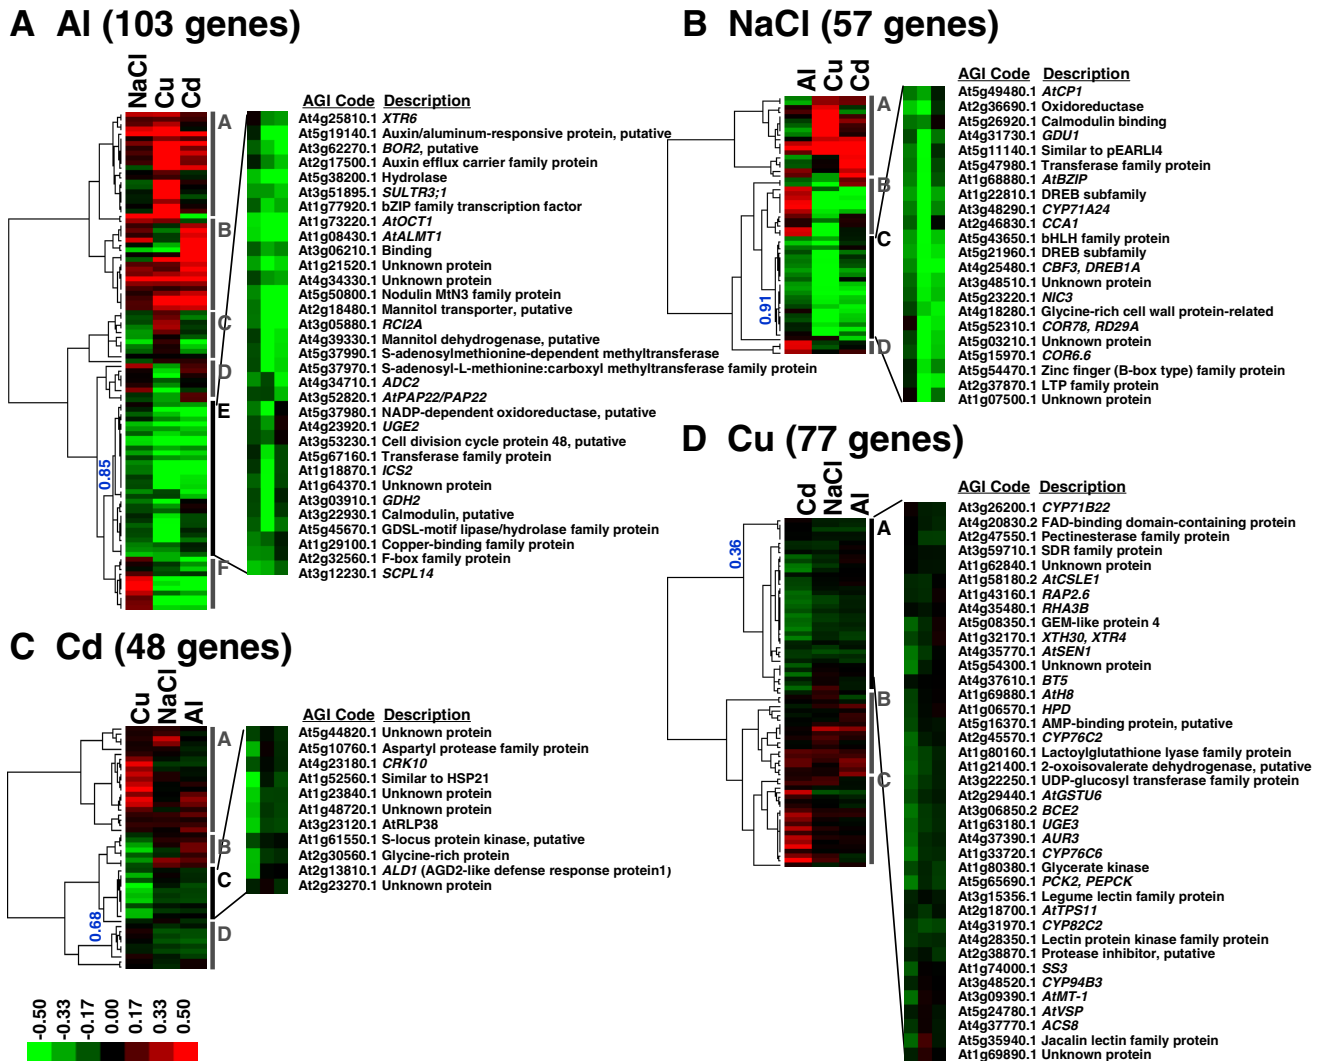 A Al (103 genes)
NaCl
Cu
Cd
A
B
C
D
E
F
0.85
AGI Code Description
At4g25810.1 XTR6
At5g19140.1 Auxin/aluminum-responsive protein, putative
At3g62270.1 BOR2, putative
At2g17500.1 Auxin efflux carrier family protein
At5g38200.1 Hydrolase
At3g51895.1 SULTR3;1
At1g77920.1 bZIP family transcription factor
At1g73220.1 AtOCT1
At1g08430.1 AtALMT1
At3g06210.1 Binding
At1g21520.1 Unknown protein
At4g34330.1 Unknown protein
At5g50800.1 Nodulin MtN3 family protein
At2g18480.1 Mannitol transporter, putative
At3g05880.1 RCI2A
At4g39330.1 Mannitol dehydrogenase, putative
At5g37990.1 S-adenosylmethionine-dependent methyltransferase
At5g37970.1 S-adenosyl-L-methionine:carboxyl methyltransferase family protein
At4g34710.1 ADC2
At3g52820.1 AtPAP22/PAP22
At5g37980.1 NADP-dependent oxidoreductase, putative
At4g23920.1 UGE2
At3g53230.1 Cell division cycle protein 48, putative
At5g67160.1 Transferase family protein
At1g18870.1 ICS2
At1g64370.1 Unknown protein
At3g03910.1 GDH2
At3g22930.1 Calmodulin, putative
At5g45670.1 GDSL-motif lipase/hydrolase family protein
At1g29100.1 Copper-binding family protein
At2g32560.1 F-box family protein
At3g12230.1 SCPL14
B NaCl (57 genes)
Al
Cu
Cd
A
B
C
D
0.91
AGI Code Description
At5g49480.1 AtCP1
At2g36690.1 Oxidoreductase
At5g26920.1 Calmodulin binding
At4g31730.1 GDU1
At5g11140.1 Similar to pEARLI4
At5g47980.1 Transferase family protein
At1g68880.1 AtBZIP
At1g22810.1 DREB subfamily
At3g48290.1 CYP71A24
At2g46830.1 CCA1
At5g43650.1 bHLH family protein
At5g21960.1 DREB subfamily
At4g25480.1 CBF3, DREB1A
At3g48510.1 Unknown protein
At5g23220.1 NIC3
At4g18280.1 Glycine-rich cell wall protein-related
At5g52310.1 COR78, RD29A
At5g03210.1 Unknown protein
At5g15970.1 COR6.6
At5g54470.1 Zinc finger (B-box type) family protein
At2g37870.1 LTP family protein
At1g07500.1 Unknown protein
C Cd (48 genes)
Cu
NaCl
Al
A
B
C
D
0.68
AGI Code Description
At5g44820.1 Unknown protein
At5g10760.1 Aspartyl protease family protein
At4g23180.1 CRK10
At1g52560.1 Similar to HSP21
At1g23840.1 Unknown protein
At1g48720.1 Unknown protein
At3g23120.1 AtRLP38
At1g61550.1 S-locus protein kinase, putative
At2g30560.1 Glycine-rich protein
At2g13810.1 ALD1 (AGD2-like defense response protein1)
At2g23270.1 Unknown protein
-0.50
-0.33
-0.17
0.00
0.17
0.33
0.50
D Cu (77 genes)
Cd
NaCl
Al
A
B
C
0.36
AGI Code Description
At3g26200.1 CYP71B22
At4g20830.2 FAD-binding domain-containing protein
At2g47550.1 Pectinesterase family protein
At3g59710.1 SDR family protein
At1g62840.1 Unknown protein
At1g58180.2 AtCSLE1
At1g43160.1 RAP2.6
At4g35480.1 RHA3B
At5g08350.1 GEM-like protein 4
At1g32170.1 XTH30, XTR4
At4g35770.1 AtSEN1
At5g54300.1 Unknown protein
At4g37610.1 BT5
At1g69880.1 AtH8
At1g06570.1 HPD
At5g16370.1 AMP-binding protein, putative
At2g45570.1 CYP76C2
At1g80160.1 Lactoylglutathione lyase family protein
At1g21400.1 2-oxoisovalerate dehydrogenase, putative
At3g22250.1 UDP-glucosyl transferase family protein
At2g29440.1 AtGSTU6
At3g06850.2 BCE2
At1g63180.1 UGE3
At4g37390.1 AUR3
At1g33720.1 CYP76C6
At1g80380.1 Glycerate kinase
At5g65690.1 PCK2, PEPCK
At3g15356.1 Legume lectin family protein
At2g18700.1 AtTPS11
At4g31970.1 CYP82C2
At4g28350.1 Lectin protein kinase family protein
At2g38870.1 Protease inhibitor, putative
At1g74000.1 SS3
At3g48520.1 CYP94B3
At3g09390.1 AtMT-1
At5g24780.1 AtVSP
At4g37770.1 ACS8
At5g35940.1 Jacalin lectin family protein
At1g69890.1 Unknown protein